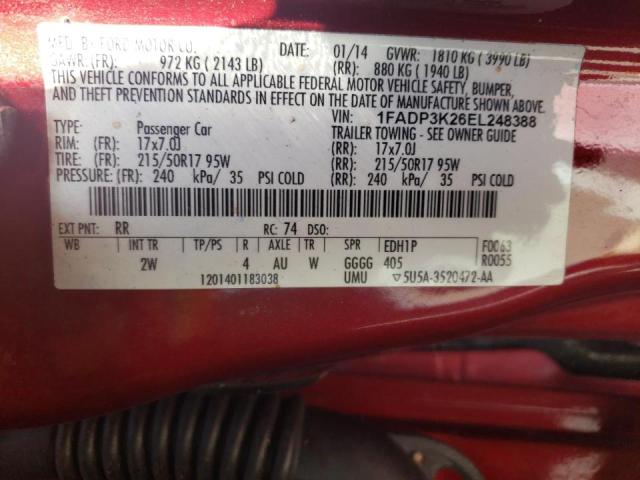 MFD. BY FORD MOTOR CO. DATE: 01/14 GVWR: 1810 KG (3990 LB)
GAWR: (FR): 972 KG (2143 LB) (RR): 880 KG (1940 LB)
THIS VEHICLE CONFORMS TO ALL APPLICABLE FEDERAL MOTOR VEHICLE SAFETY, BUMPER,
AND THEFT PREVENTION STANDARDS IN EFFECT ON THE DATE OF MANUFACTURE SHOWN ABOVE.
VIN: 1FADP3K26EL248388
TYPE: Passenger Car TRAILER TOWING - SEE OWNER GUIDE
RIM: (FR): 17x7.0J (RR): 17x7.0J
TIRE: (FR): 215/50R17 95W (RR): 215/50R17 95W
PRESSURE: (FR): 240 kPa/ 35 PSI COLD (RR): 240 kPa/ 35 PSI COLD
EXT PNT: RR RC: 74 DSO:
WB INT TR TP/PS R AXLE TR SPR EDH1P F0063
2W 4 AU W GGGG 405 R0055
1201401183038 UMU ▽5U5A-3520472-AA